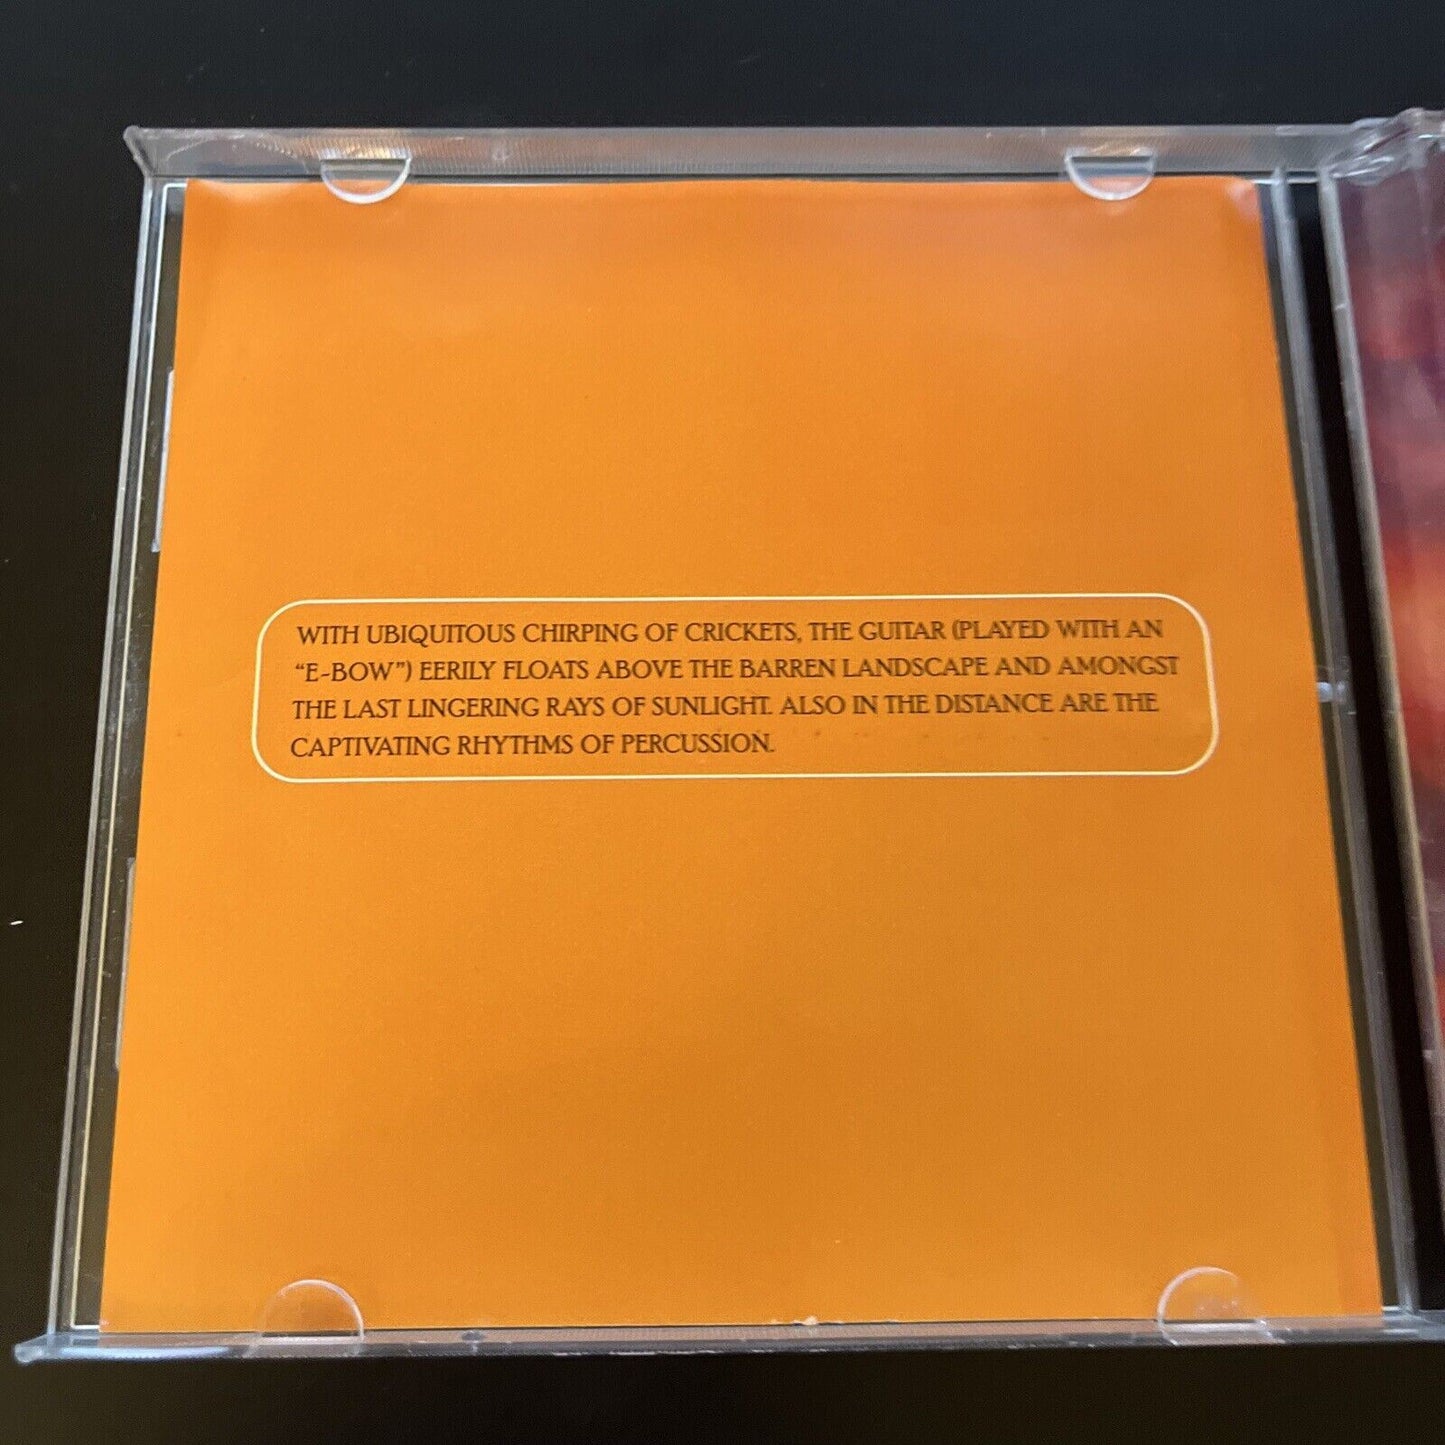 WITH UBIQUITOUS CHIRPING OF CRICKETS, THE GUITAR (PLAYED WITH AN
“E-BOW”) EERILY FLOATS ABOVE THE BARREN LANDSCAPE AND AMONGST
THE LAST LINGERING RAYS OF SUNLIGHT. ALSO IN THE DISTANCE ARE THE
CAPTIVATING RHYTHMS OF PERCUSSION.